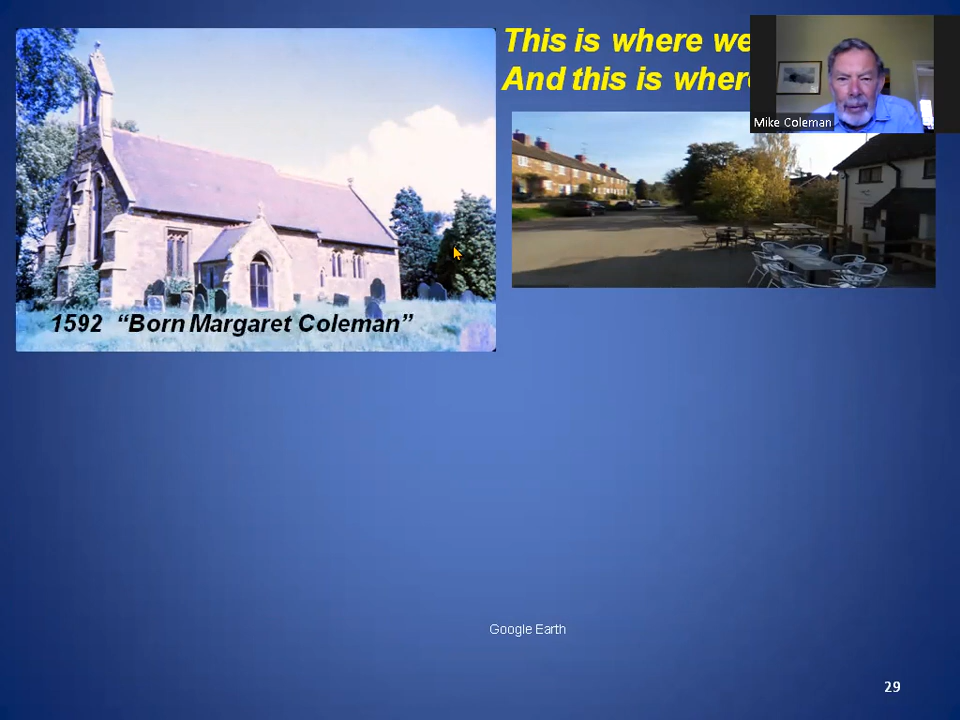 This is where we
And this is where
Mike Coleman
1592 “Born Margaret Coleman”
Google Earth
29